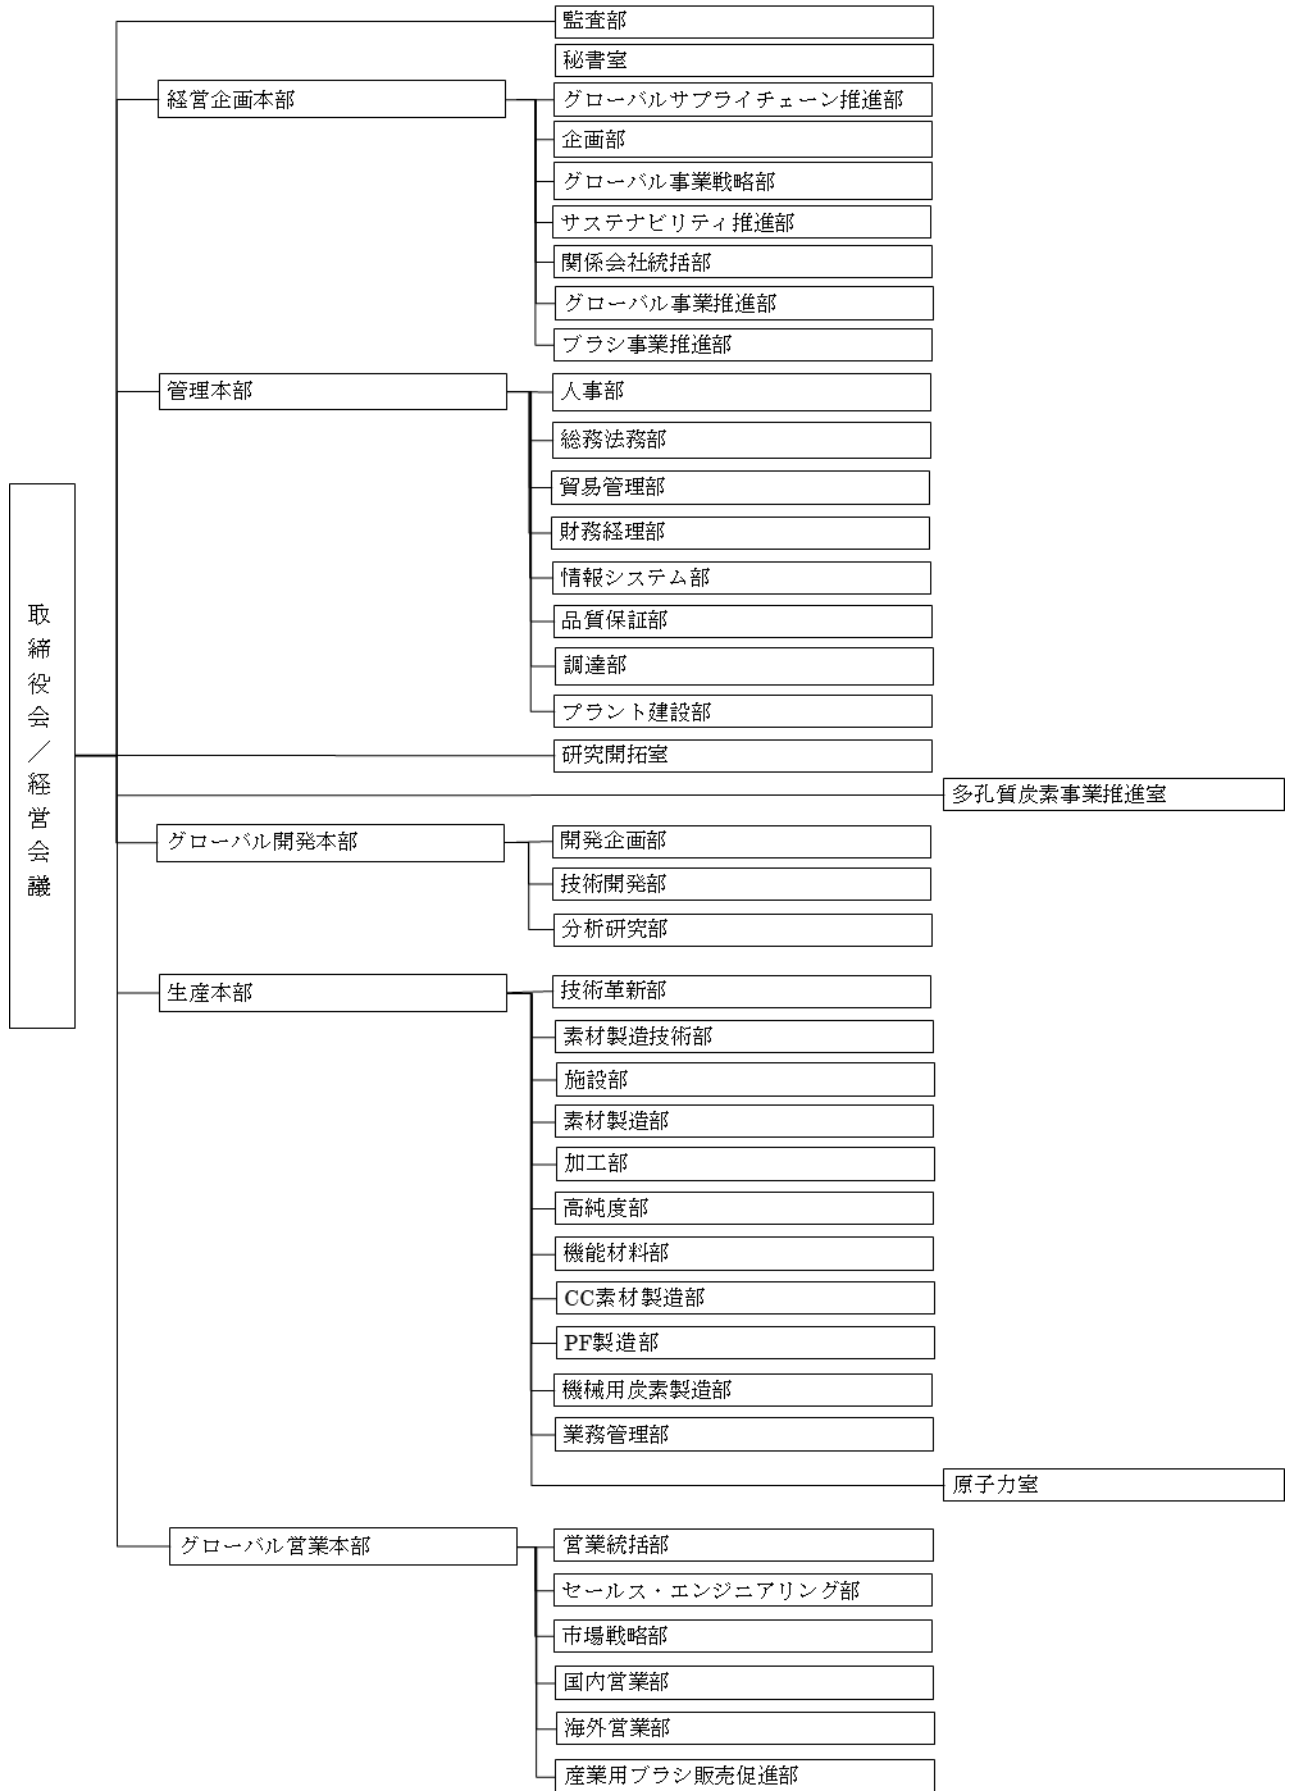 監査部
秘書室
経営企画本部
グローバルサプライチェーン推進部
企画部
グローバル事業戦略部
サステナビリティ推進部
関係会社統括部
グローバル事業推進部
ブラシ事業推進部
管理本部
人事部
総務法務部
貿易管理部
財務経理部
情報システム部
品質保証部
調達部
プラント建設部
取締役会／経営会議
研究開拓室
多孔質炭素事業推進室
グローバル開発本部
開発企画部
技術開発部
分析研究部
生産本部
技術革新部
素材製造技術部
施設部
素材製造部
加工部
高純度部
機能材料部
CC素材製造部
PF製造部
機械用炭素製造部
業務管理部
原子力室
グローバル営業本部
営業統括部
セールス・エンジニアリング部
市場戦略部
国内営業部
海外営業部
産業用ブラシ販売促進部